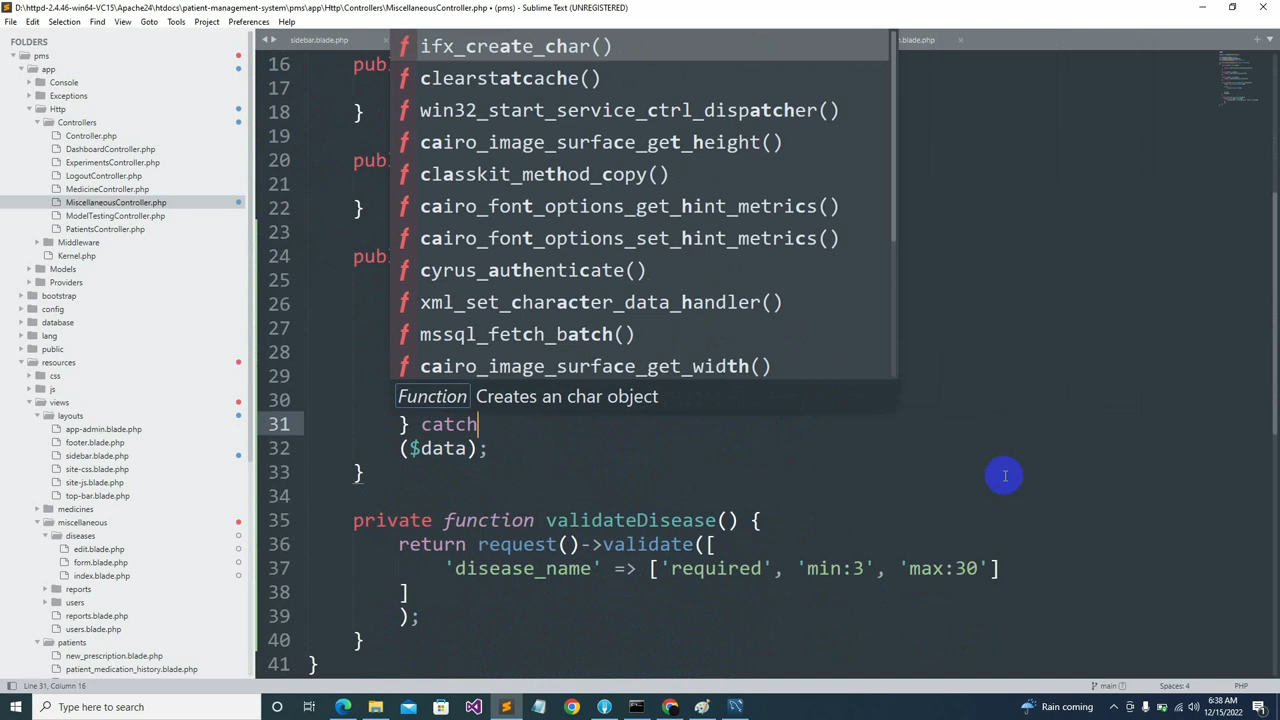 D:\httpd-2.4.46-win64-VC15\Apache24\htdocs\patient-management-system\pms\app\Http\Controllers\MiscellaneousController.php • (pms) - Sublime Text (UNREGISTERED)
File Edit Selection Find View Goto Tools Project Preferences Help
FOLDERS
pms
app
Console
Exceptions
Http
Controllers
Controller.php
DashboardController.php
ExperimentsController.php
LogoutController.php
MedicineController.php
MiscellaneousController.php
ModelTestingController.php
PatientsController.php
Middleware
Kernel.php
Models
Providers
bootstrap
config
database
lang
public
resources
css
js
views
layouts
app-admin.blade.php
footer.blade.php
sidebar.blade.php
site-css.blade.php
site-js.blade.php
top-bar.blade.php
medicines
miscellaneous
diseases
edit.blade.php
form.blade.php
index.blade.php
reports
users
reports.blade.php
users.blade.php
patients
new_prescription.blade.php
patient_medication_history.blade.php
sidebar.blade.php
16 pub
17
18 }
19
20 pub
21
22 }
23
24 pub
25
26
27
28
29
30
31 } catch
32 ($data);
33 }
34
35 private function validateDisease() {
36 return request()->validate([
37 'disease_name' => ['required', 'min:3', 'max:30']
38 ]
39 );
40 }
41 }
f ifx_create_char()
f clearstatcache()
f win32_start_service_ctrl_dispatcher()
f cairo_image_surface_get_height()
f classkit_method_copy()
f cairo_font_options_get_hint_metrics()
f cairo_font_options_set_hint_metrics()
f cyrus_authenticate()
f xml_set_character_data_handler()
f mssql_fetch_batch()
f cairo_image_surface_get_width()
Function Creates an char object
Line 31, Column 16
main
Spaces: 4
PHP
Type here to search
Rain coming
6:38 AM
12/15/2022